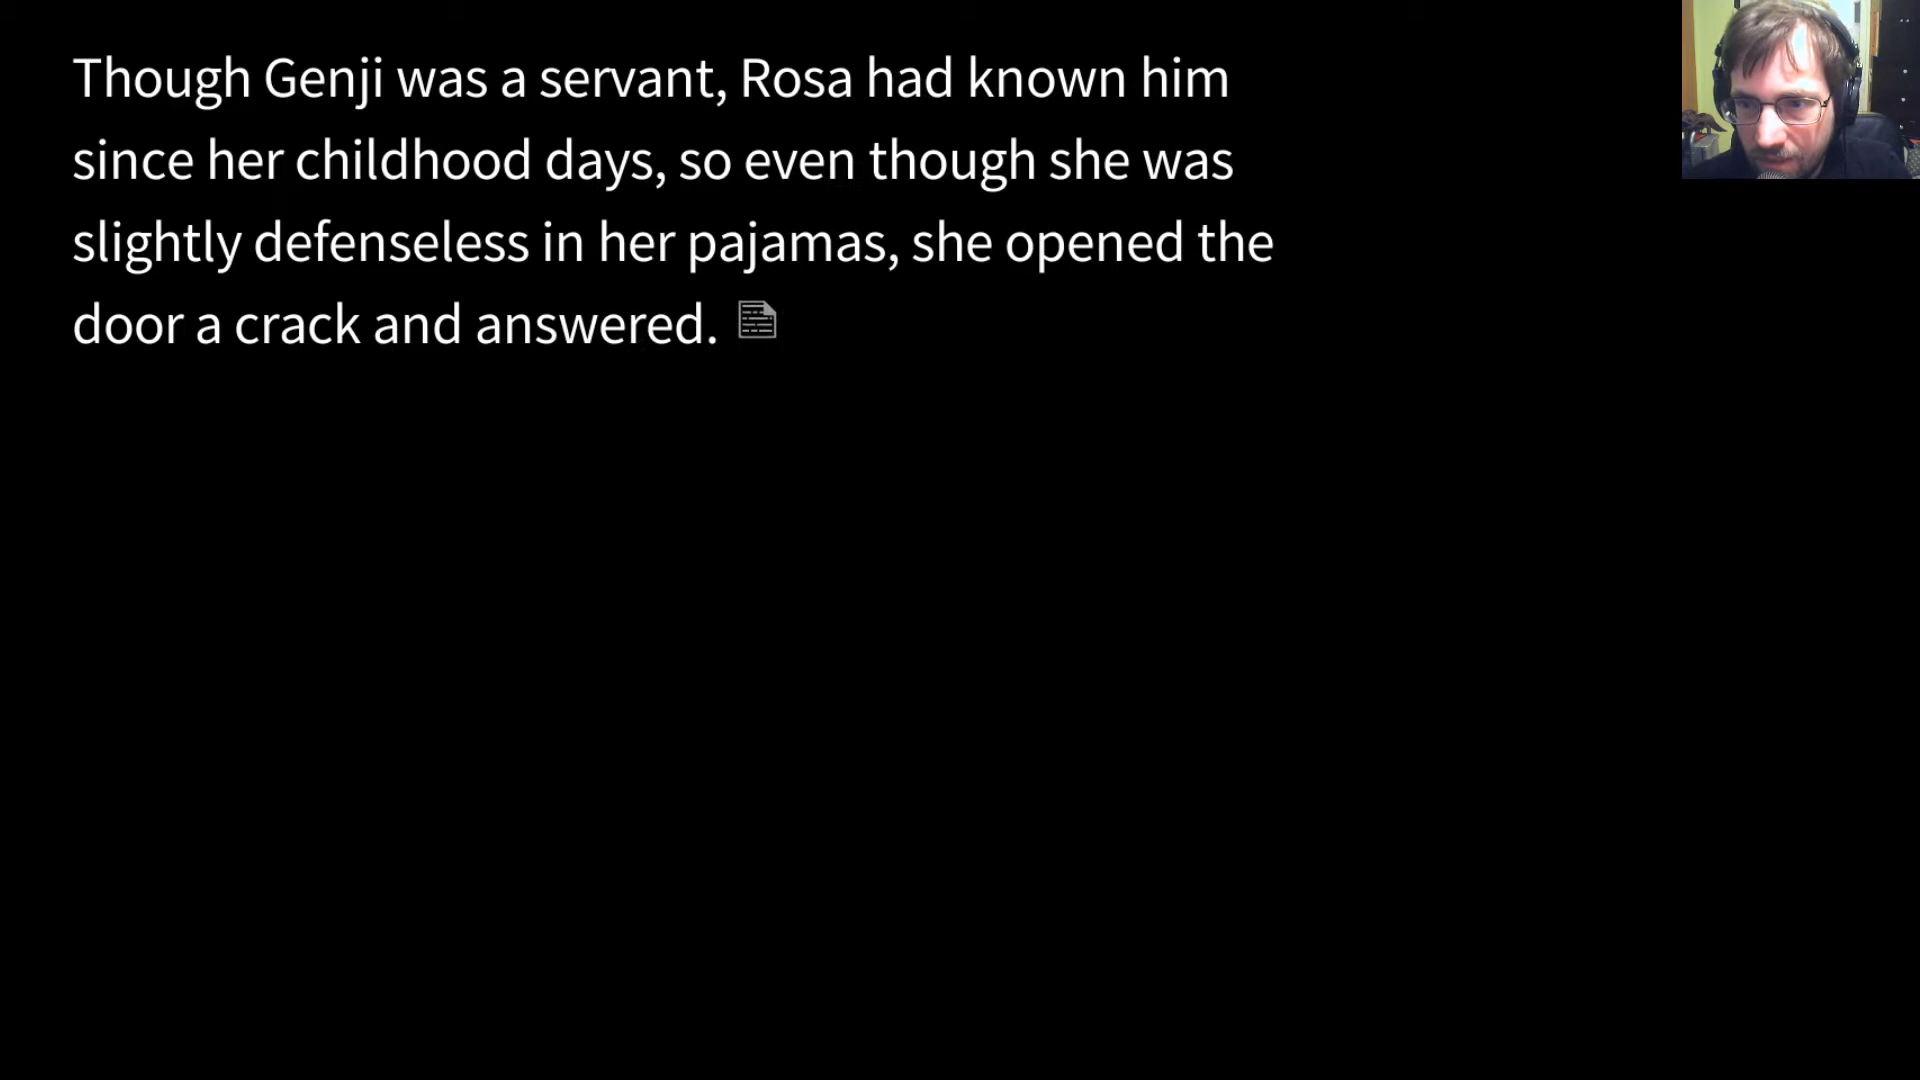 Though Genji was a servant, Rosa had known him
since her childhood days, so even though she was
slightly defenseless in her pajamas, she opened the
door a crack and answered.